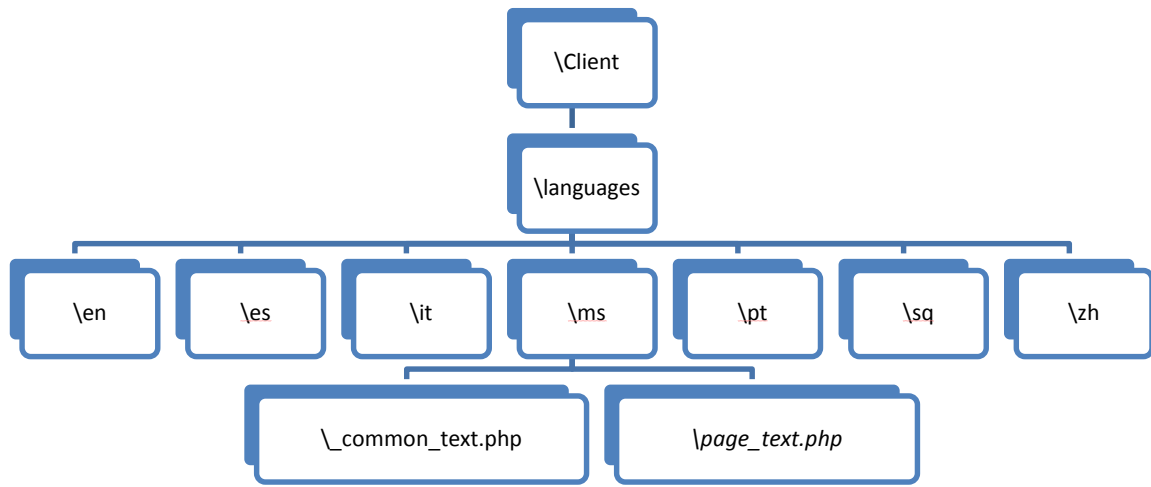 \Client
\languages
\en
\es
\it
\ms
\pt
\sq
\zh
\_common_text.php
\page_text.php